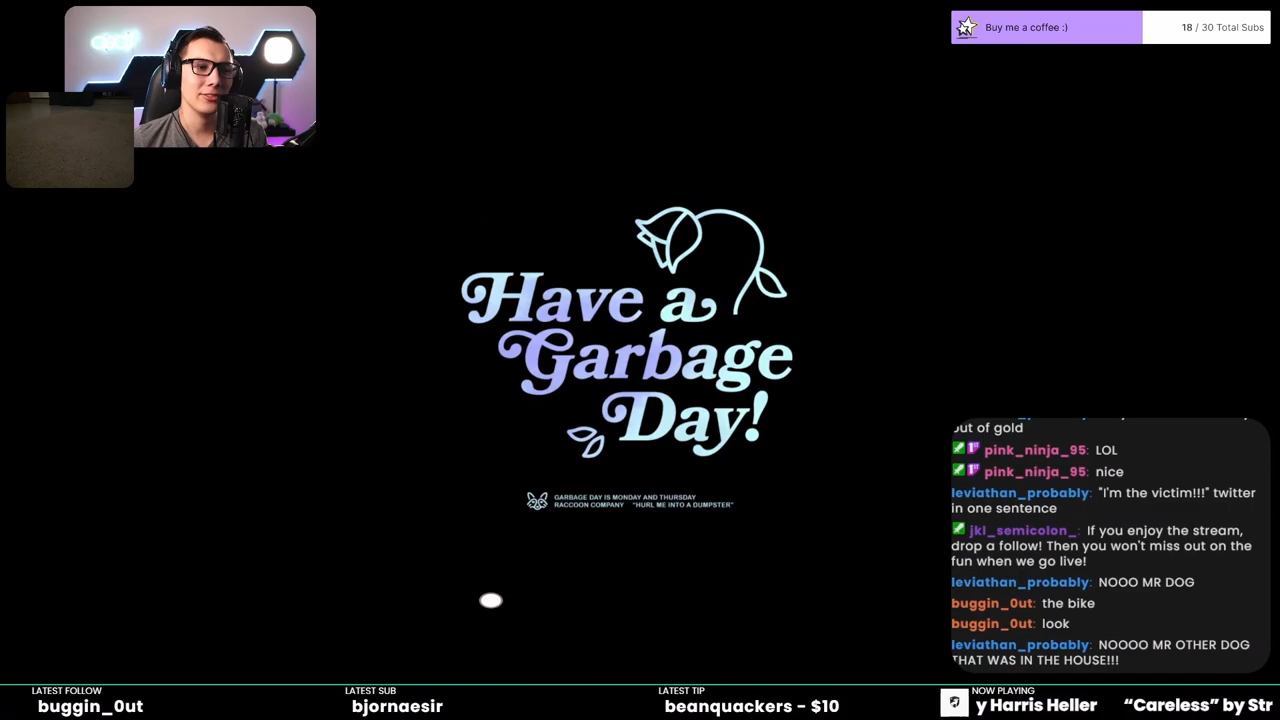 Buy me a coffee :)
18 / 30 Total Subs
Have a
Garbage
Day!
GARBAGE DAY IS MONDAY AND THURSDAY
RACCOON COMPANY "HURL ME INTO A DUMPSTER"
out of gold
pink_ninja_95: LOL
pink_ninja_95: nice
leviathan_probably: "I'm the victim!!!" twitter
in one sentence
jkl_semicolon_: If you enjoy the stream,
drop a follow! Then you won't miss out on the
fun when we go live!
leviathan_probably: NOOO MR DOG
buggin_0ut: the bike
buggin_0ut: look
leviathan_probably: NOOOO MR OTHER DOG
THAT WAS IN THE HOUSE!!!
LATEST FOLLOW
buggin_0ut
LATEST SUB
bjornaesir
LATEST TIP
beanquackers - $10
NOW PLAYING
y Harris Heller “Careless” by Str